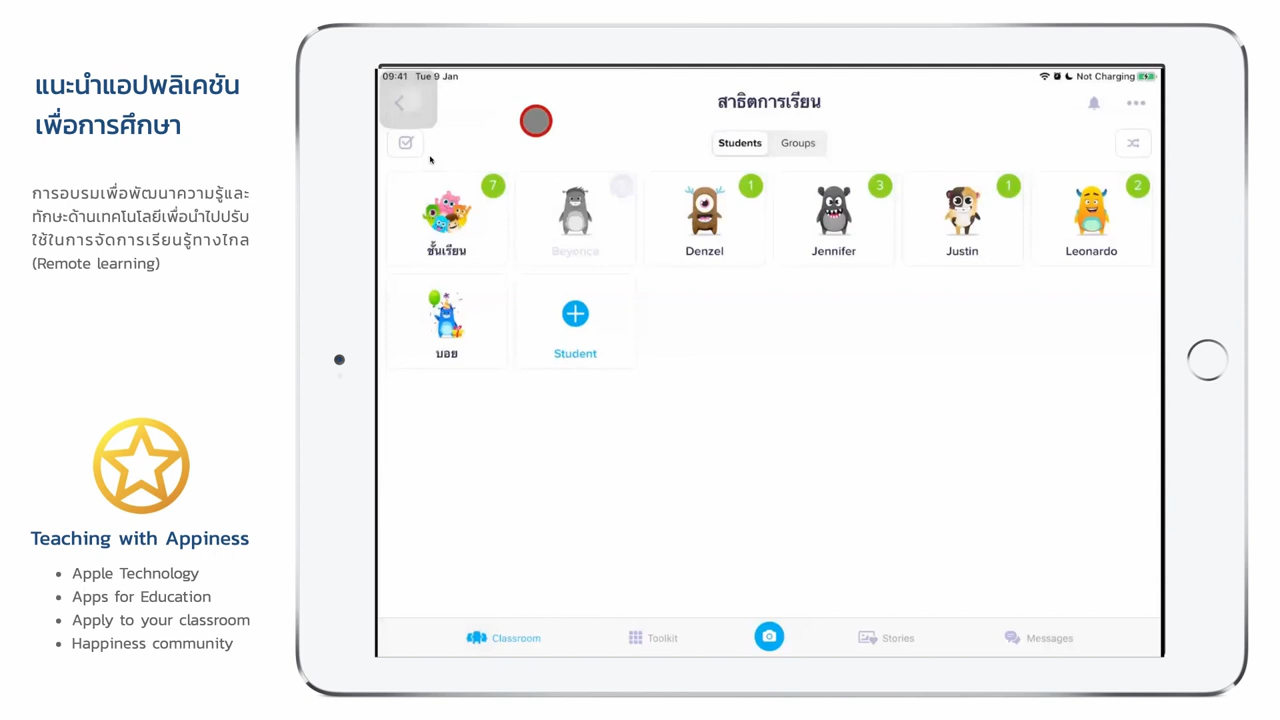 แนะนำแอปพลิเคชัน
เพื่อการศึกษา
การอบรมเพื่อพัฒนาความรู้และ
ทักษะด้านเทคโนโลยีเพื่อนำไปปรับ
ใช้ในการจัดการเรียนรู้ทางไกล
(Remote learning)
Teaching with Appiness
• Apple Technology
• Apps for Education
• Apply to your classroom
• Happiness community
09:41 Tue 9 Jan
Not Charging
สาธิตการเรียน
Students Groups
7 1 3 1 2
ชั้นเรียน Beyonce Denzel Jennifer Justin Leonardo
บอย Student
Classroom Toolkit Stories Messages